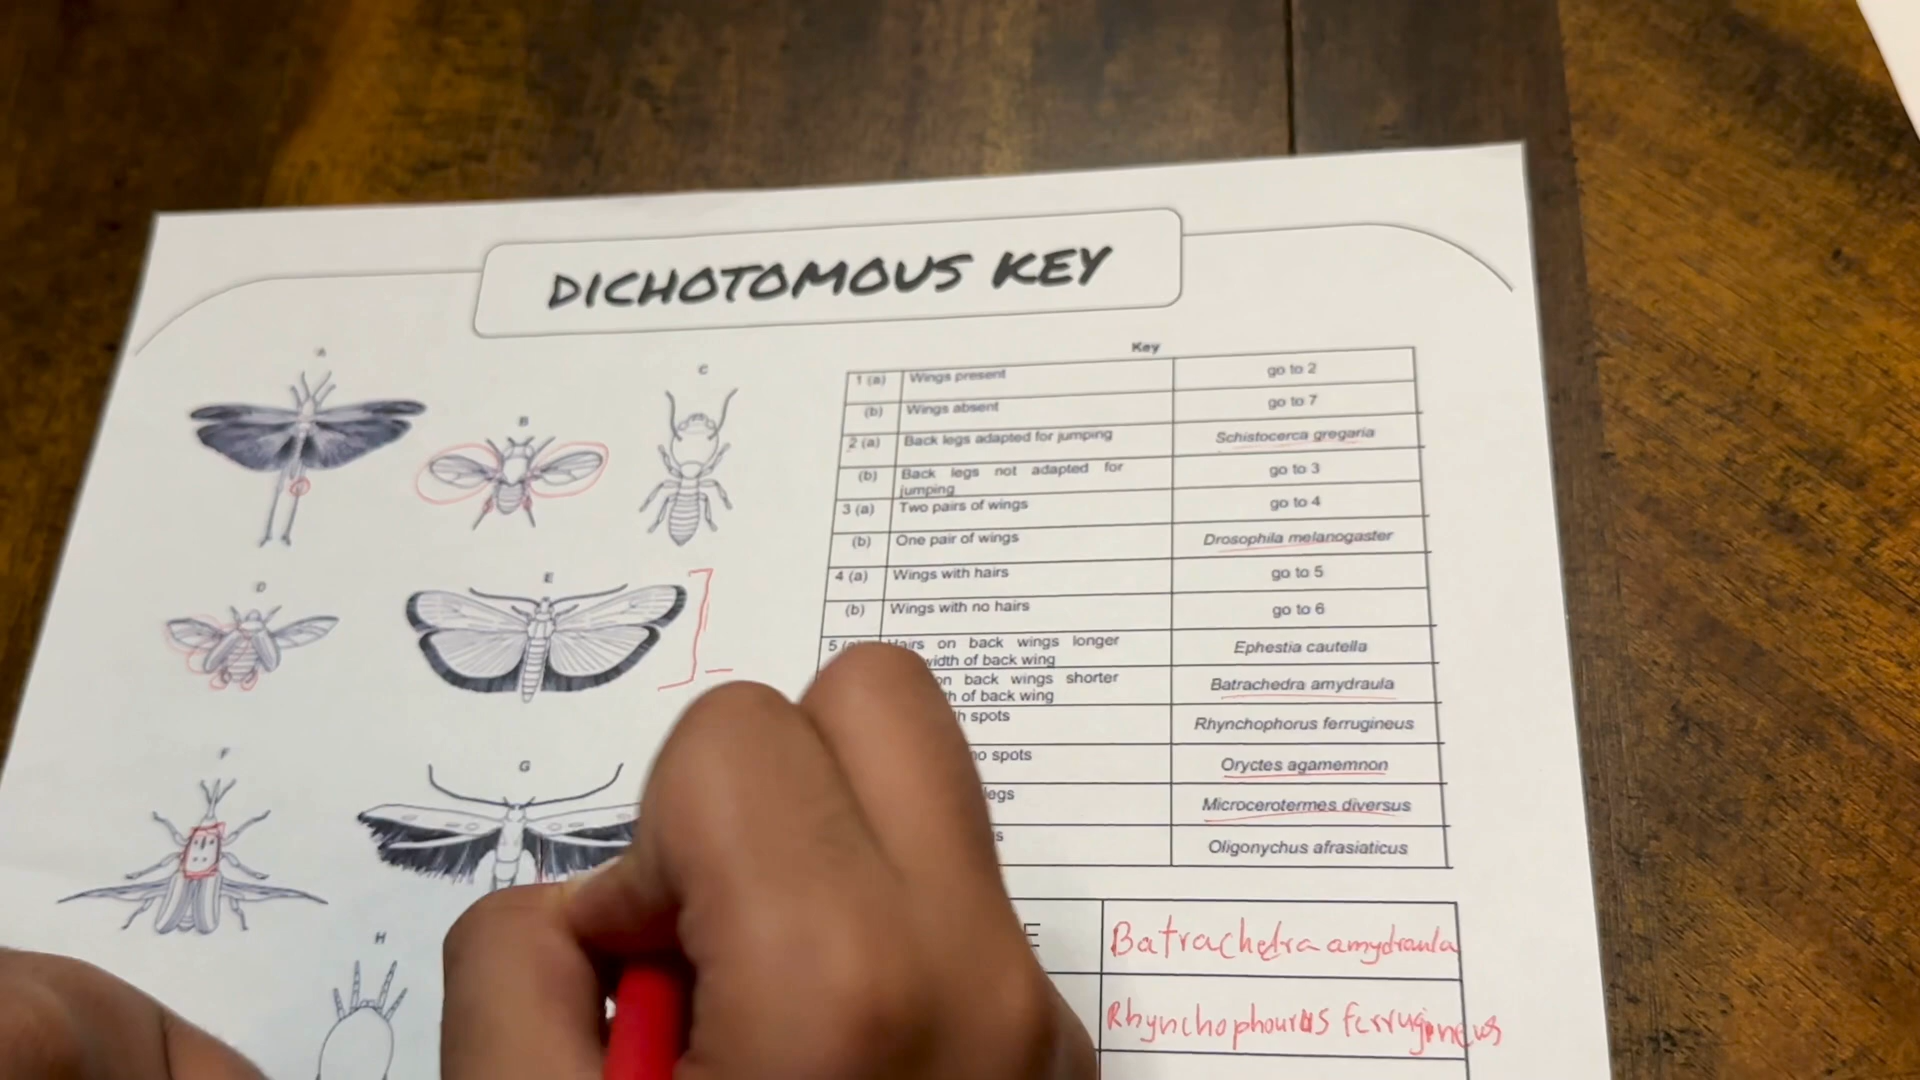 DICHOTOMOUS KEY
A
B
C
D
E
F
G
H
Key
1 (a) Wings present go to 2
(b) Wings absent go to 7
2 (a) Back legs adapted for jumping Schistocerca gregaria
(b) Back legs not adapted for
jumping go to 3
3 (a) Two pairs of wings go to 4
(b) One pair of wings Drosophila melanogaster
4 (a) Wings with hairs go to 5
(b) Wings with no hairs go to 6
5 on back wings longer
width of back wing Ephestia cautella
on back wings shorter
of back wing Batrachedra amydraula
spots Rhynchophorus ferrugineus
no spots Oryctes agamemnon
legs Microcerotermes diversus
Oligonychus afrasiaticus
E Batrachedra amydraula
Rhynchophourus ferrugineus